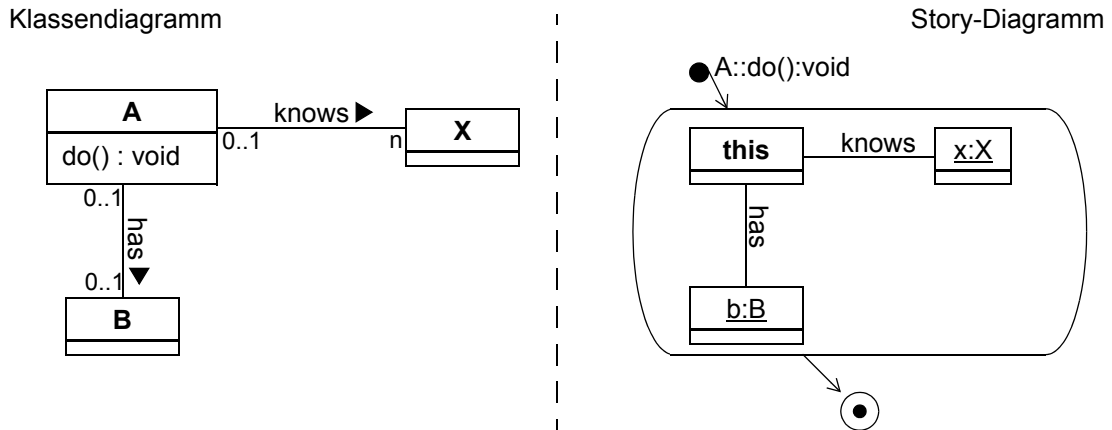 Klassendiagramm
Story-Diagramm
A::do():void
A
knows ▶
X
0..1
n
do() : void
this
knows
x:X
0..1
has ▶
has
0..1
B
b:B